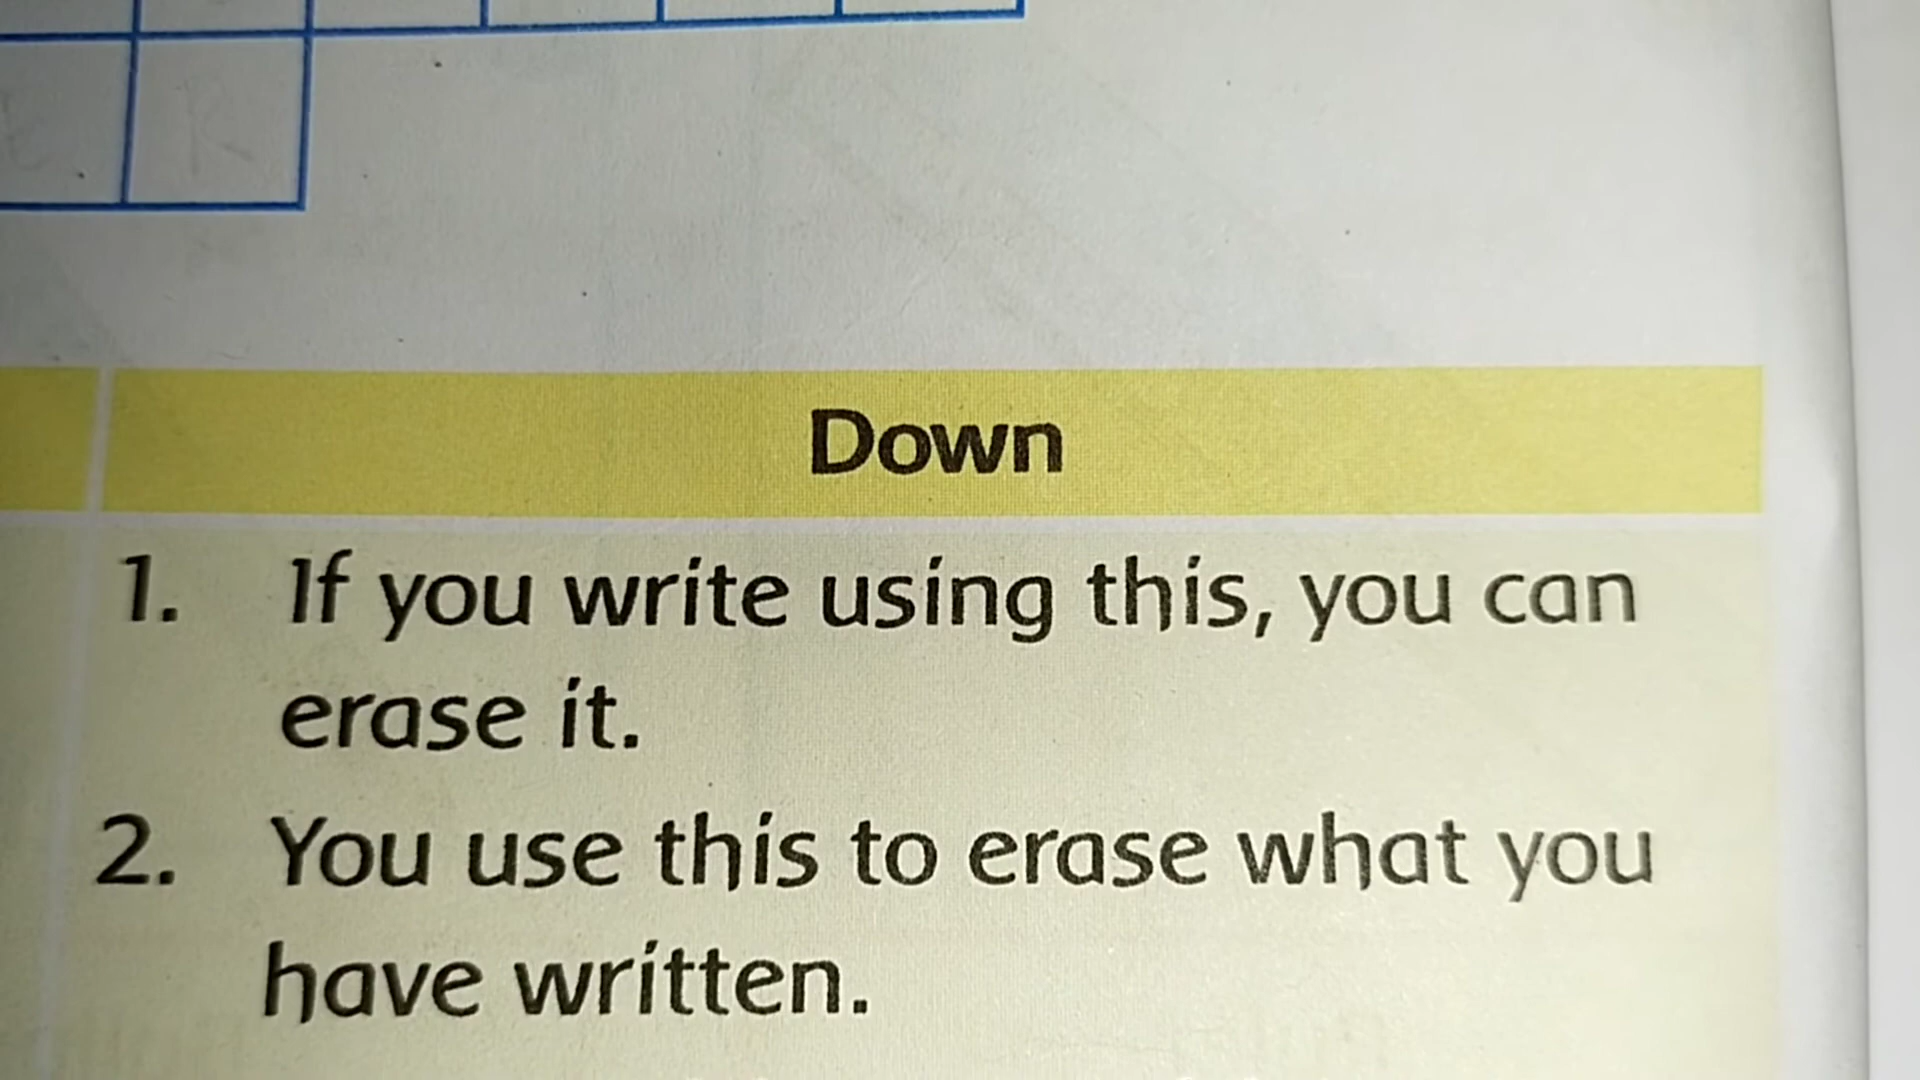 R
Down
1. If you write using this, you can
erase it.
2. You use this to erase what you
have written.